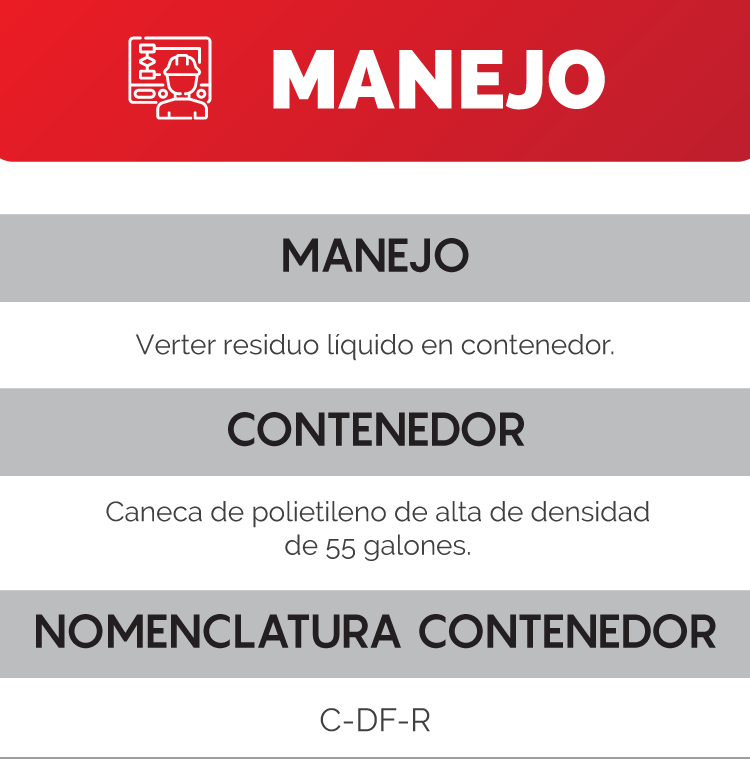 MANEJO
MANEJO
Verter residuo líquido en contenedor.
CONTENEDOR
Caneca de polietileno de alta de densidad
de 55 galones.
NOMENCLATURA CONTENEDOR
C-DF-R